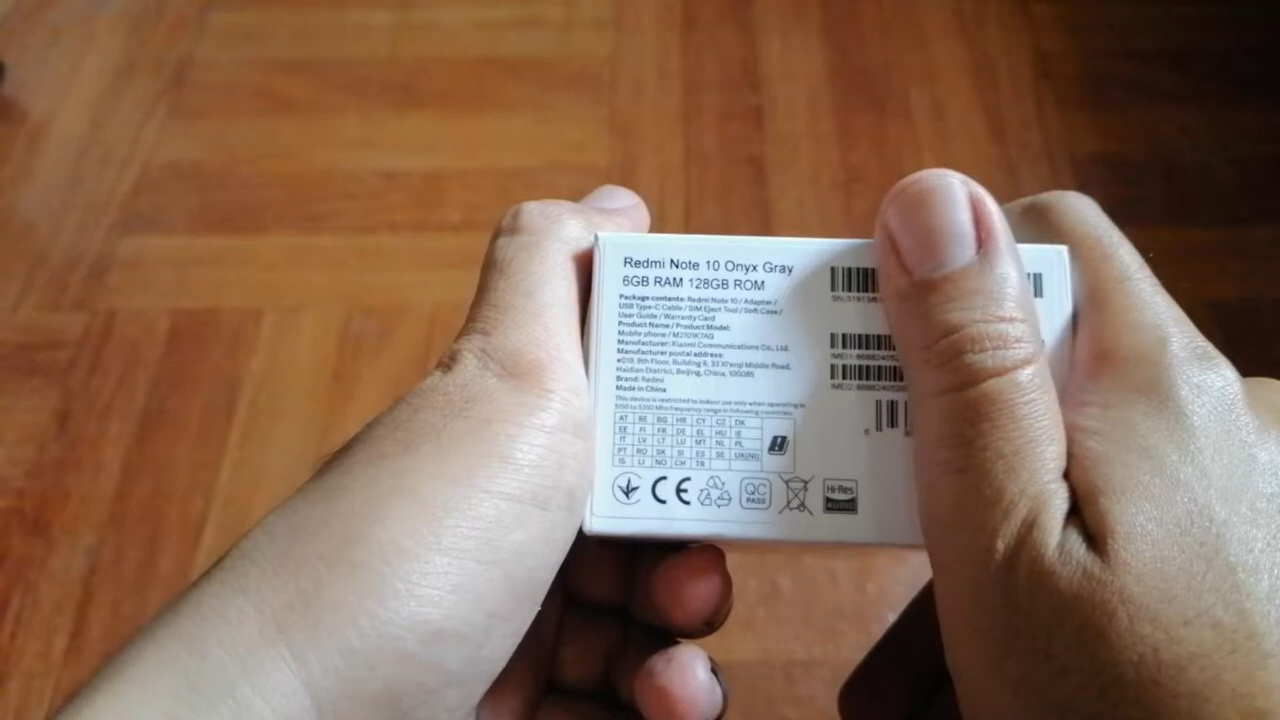 Redmi Note 10 Onyx Gray
6GB RAM 128GB ROM
Package contents: Redmi Note 10 / Adapter /
USB Type-C Cable / SIM Eject Tool / Soft Case /
User Guide / Warranty Card
Product Name / Product Model:
Mobile phone / M2101K7AG
Manufacturer: Xiaomi Communications Co., Ltd.
Manufacturer postal address:
#019, 9th Floor, Building 6, 33 Xi'erqi Middle Road,
Haidian District, Beijing, China, 100085
Brand: Redmi
Made in China
This device is restricted to indoor use only when operating in
5150 to 5350 Mhz frequency range in following countries:
AT BE BG HR CY CZ DK
EE FI FR DE EL HU IE
IT LV LT LU MT NL PL
PT RO SK SI ES SE UK(NI)
IS LI NO CH TR
CE
QC
PASS
Hi-Res
AUDIO
SN:
IMEI1:
IMEI2:
6